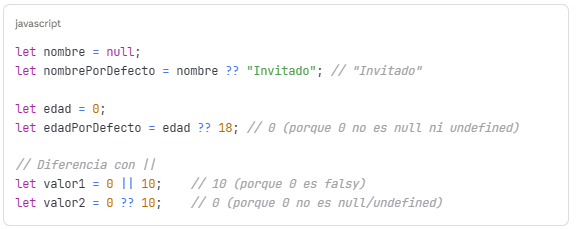 javascript
let nombre = null;
let nombrePorDefecto = nombre ?? "Invitado"; // "Invitado"
let edad = 0;
let edadPorDefecto = edad ?? 18; // 0 (porque 0 no es null ni undefined)
// Diferencia con ||
let valor1 = 0 || 10;    // 10 (porque 0 es falsy)
let valor2 = 0 ?? 10;    // 0 (porque 0 no es null/undefined)